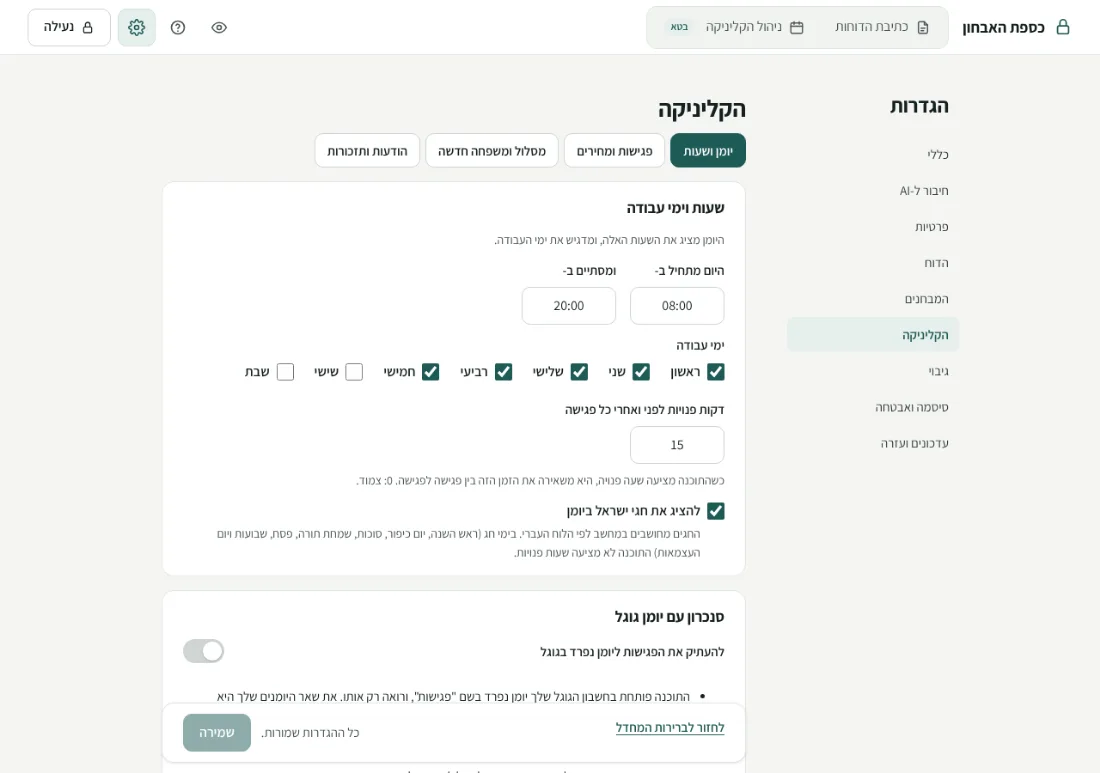 כספת האבחון
כתיבת הדוחות
ניהול הקליניקה
בטא
נעילה
הגדרות
כללי
חיבור ל-AI
פרטיות
הדוח
המבחנים
הקליניקה
גיבוי
סיסמה ואבטחה
עדכונים ועזרה
הקליניקה
יומן ושעות
פגישות ומחירים
מסלול ומשפחה חדשה
הודעות ותזכורות
שעות וימי עבודה
היומן מציג את השעות האלה, ומדגיש את ימי העבודה.
היום מתחיל ב-
ומסתיים ב-
08:00
20:00
ימי עבודה
ראשון
שני
שלישי
רביעי
חמישי
שישי
שבת
דקות פנויות לפני ואחרי כל פגישה
15
כשהתוכנה מציעה שעה פנויה, היא משאירה את הזמן הזה בין פגישה לפגישה. 0: צמוד.
להציג את חגי ישראל ביומן
החגים מחושבים במחשב לפי הלוח העברי. בימי חג (ראש השנה, יום כיפור, סוכות, שמחת תורה, פסח, שבועות ויום
העצמאות) התוכנה לא מציעה שעות פנויות.
סנכרון עם יומן גוגל
להעתיק את הפגישות ליומן נפרד בגוגל
• התוכנה פותחת בחשבון הגוגל שלך יומן נפרד בשם "פגישות", ורואה רק אותו. את שאר היומנים שלך היא
לחזור לברירות המחדל
כל ההגדרות שמורות.
שמירה